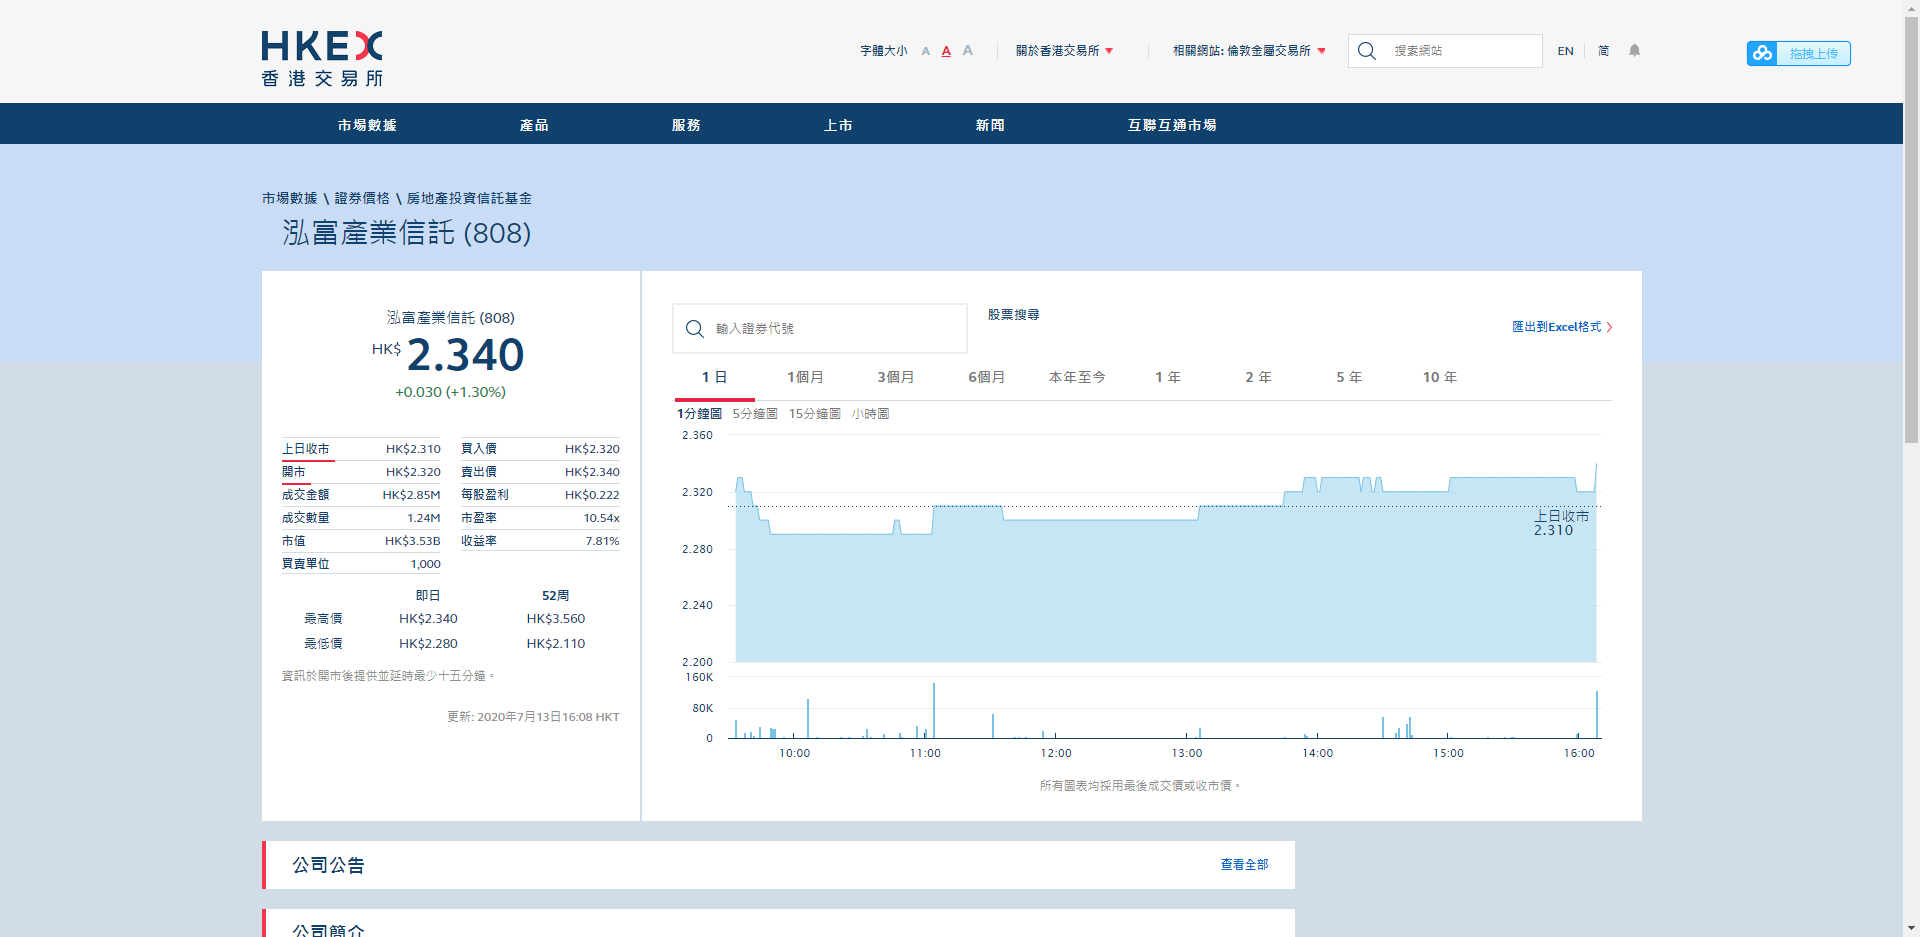 HKEX
香港交易所
字體大小 A A A
關於香港交易所
相關網站: 倫敦金屬交易所
搜索網站
EN
简
拖拽上传
市場數據
產品
服務
上市
新聞
互聯互通市場
市場數據 \ 證券價格 \ 房地產投資信託基金
泓富產業信託 (808)
泓富產業信託 (808)
HK$ 2.340
+0.030 (+1.30%)
上日收市 HK$2.310
買入價 HK$2.320
開市 HK$2.320
賣出價 HK$2.340
成交金額 HK$2.85M
每股盈利 HK$0.222
成交數量 1.24M
市盈率 10.54x
市值 HK$3.53B
收益率 7.81%
買賣單位 1,000
即日 52周
最高價 HK$2.340 HK$3.560
最低價 HK$2.280 HK$2.110
資訊於開市後提供並延時最少十五分鐘。
更新: 2020年7月13日16:08 HKT
輸入證券代號
股票搜尋
匯出到Excel格式
1 日 1個月 3個月 6個月 本年至今 1 年 2 年 5 年 10 年
1分鐘圖 5分鐘圖 15分鐘圖 小時圖
2.360
2.320
上日收市
2.310
2.280
2.240
2.200
160K
80K
0
10:00 11:00 12:00 13:00 14:00 15:00 16:00
所有圖表均採用最後成交價或收市價。
公司公告
查看全部
公司簡介